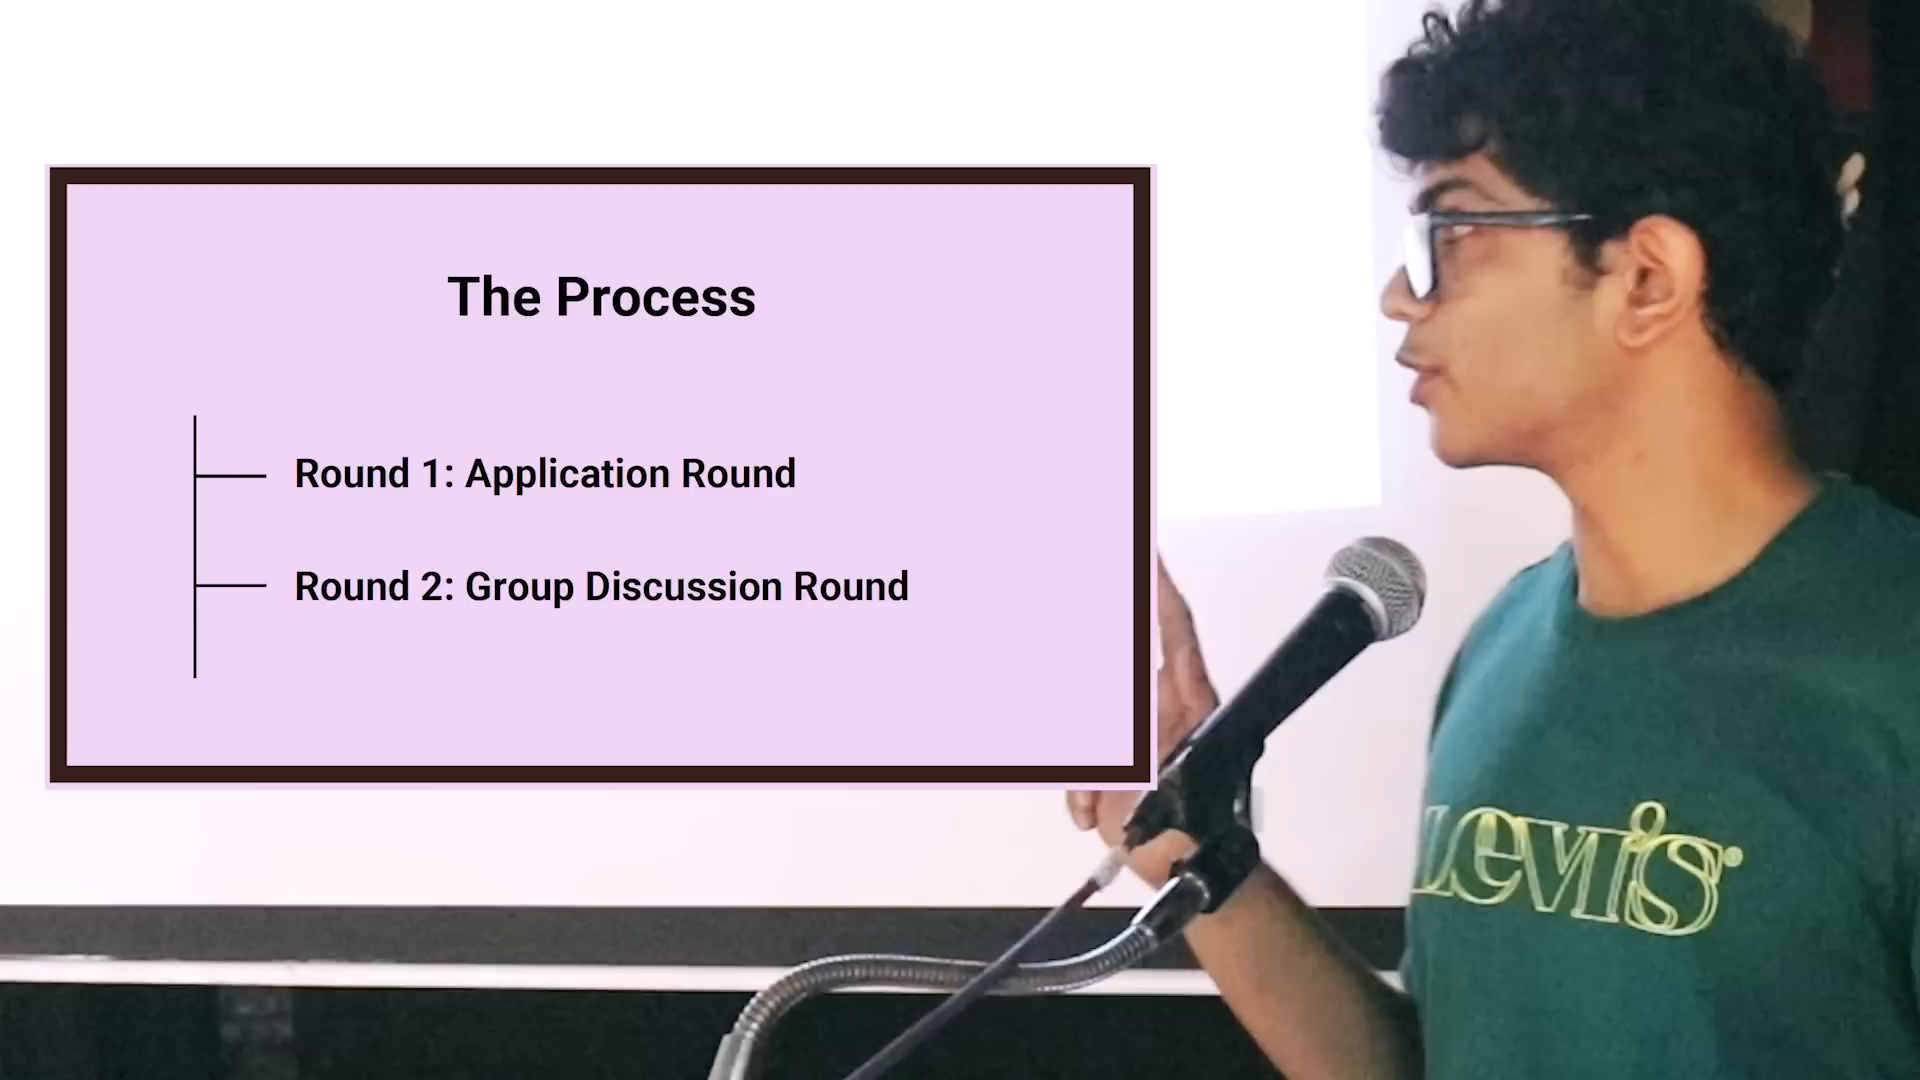 The Process
Round 1: Application Round
Round 2: Group Discussion Round
Levi's